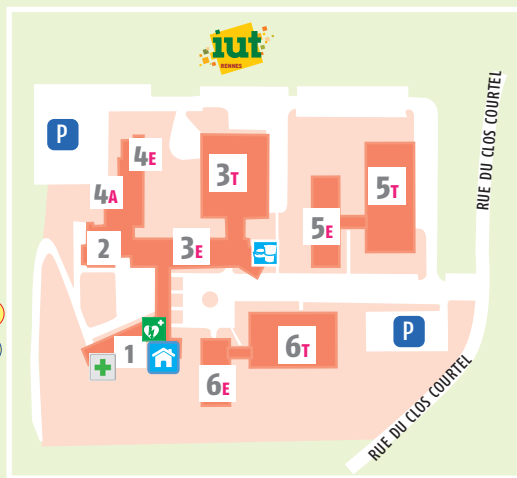 iut
RENNES
P
4E
3T
4A
5T
5E
2
3E
RUE DU CLOS COURTEL
1
6T
P
6E
RUE DU CLOS COURTEL